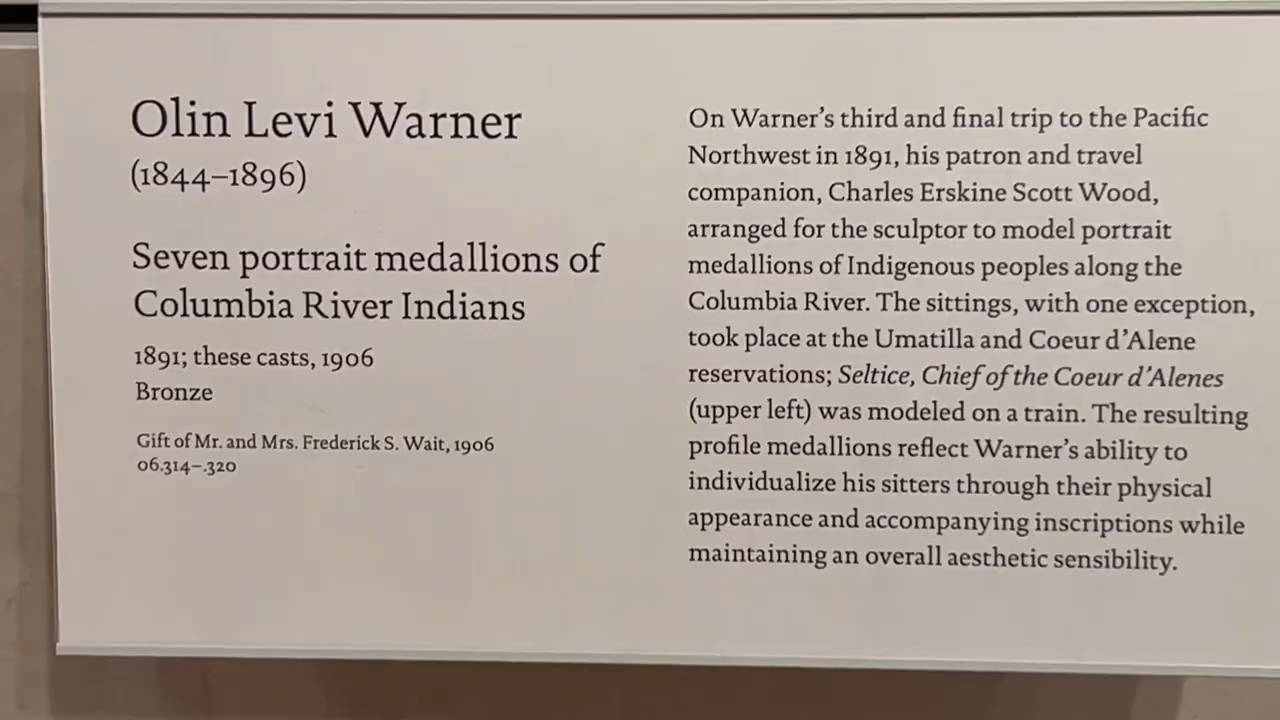 Olin Levi Warner
(1844–1896)
Seven portrait medallions of
Columbia River Indians
1891; these casts, 1906
Bronze
Gift of Mr. and Mrs. Frederick S. Wait, 1906
06.314–.320
On Warner’s third and final trip to the Pacific
Northwest in 1891, his patron and travel
companion, Charles Erskine Scott Wood,
arranged for the sculptor to model portrait
medallions of Indigenous peoples along the
Columbia River. The sittings, with one exception,
took place at the Umatilla and Coeur d’Alene
reservations; Seltice, Chief of the Coeur d’Alenes
(upper left) was modeled on a train. The resulting
profile medallions reflect Warner’s ability to
individualize his sitters through their physical
appearance and accompanying inscriptions while
maintaining an overall aesthetic sensibility.